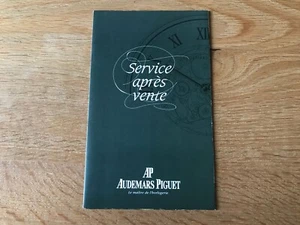 Service
après
vente
AP
AUDEMARS PIGUET
Le maître de l'horlogerie